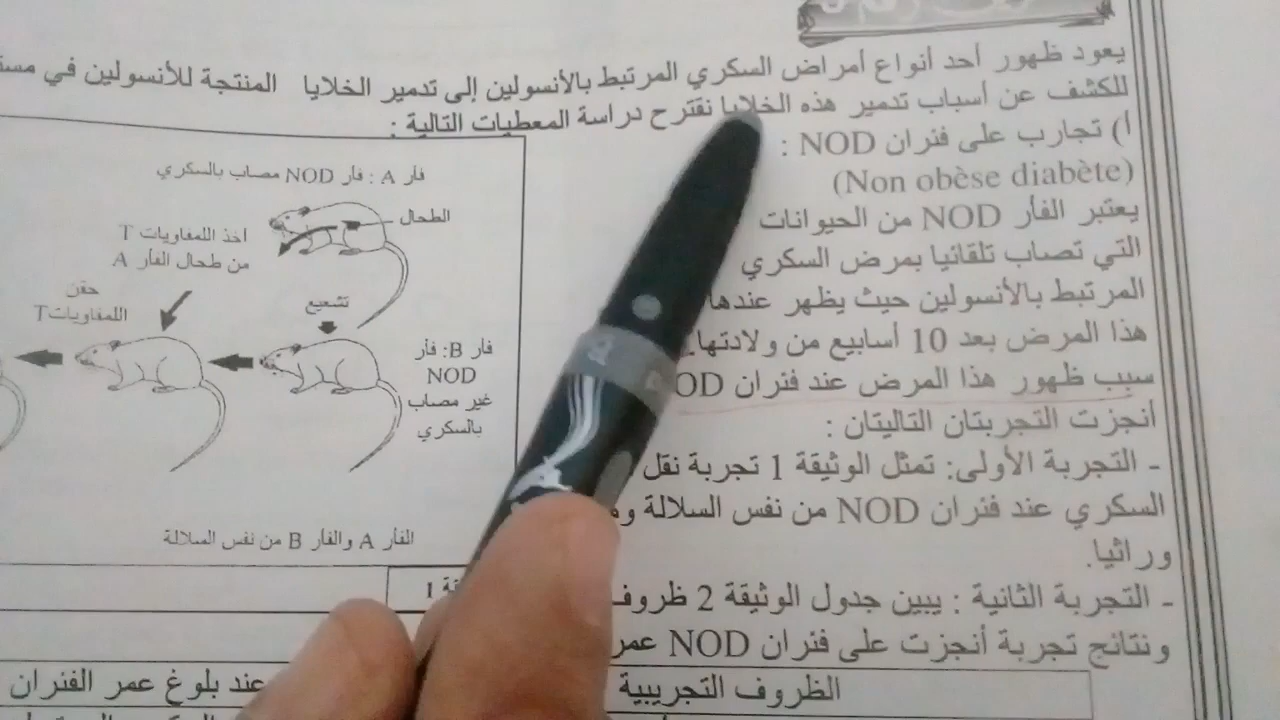 يعود ظهور أحد أنواع أمراض السكري المرتبط بالأنسولين إلى تدمير الخلايا المنتجة للأنسولين في
للكشف عن أسباب تدمير هذه الخلايا نقترح دراسة المعطيات التالية :
أ) تجارب على فئران NOD :
(Non obèse diabète)
يعتبر الفأر NOD من الحيوانات
التي تصاب تلقائيا بمرض السكري
المرتبط بالأنسولين حيث يظهر عندها
هذا المرض بعد 10 أسابيع من ولادتها
سبب ظهور هذا المرض عند فئران
أنجزت التجربتان التاليتان :
- التجربة الأولى: تمثل الوثيقة 1 تجربة نقل
السكري عند فئران NOD من نفس السلالة
وراثيا.
- التجربة الثانية : يبين جدول الوثيقة 2
ونتائج تجربة أنجزت على فئران NOD
الظروف التجريبية
عند بلوغ عمر الفئران
فأر A : فأر NOD مصاب بالسكري
الطحال
أخذ اللمفاويات T
من طحال الفأر A
تشعيع
حقن
اللمفاويات T
فأر B: فأر
NOD
غير مصاب
بالسكري
الفأر A والفأر B من نفس السلالة
1